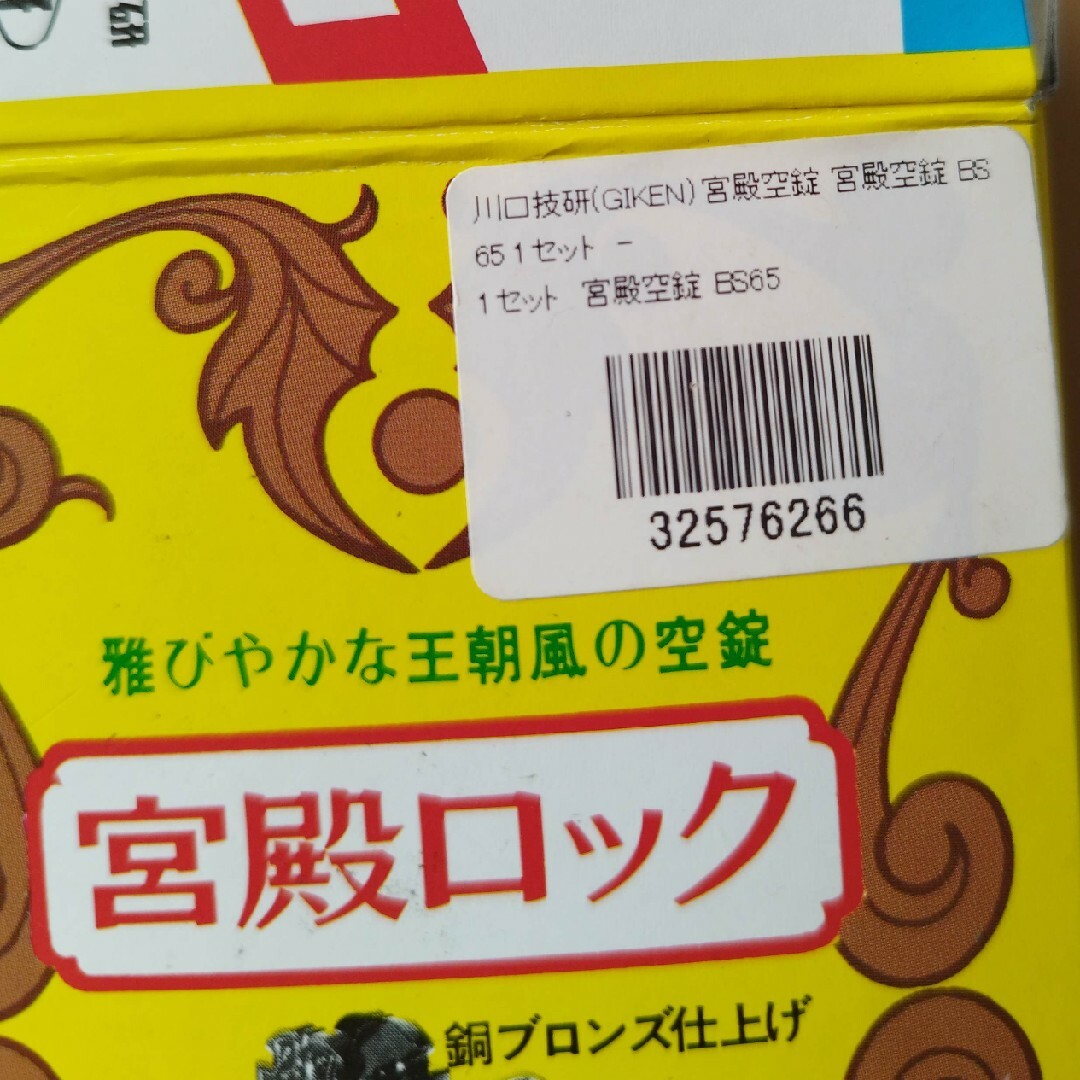 川口技研(GIKEN)宮殿空錠 宮殿空錠 BS
65 1セット -
1セット 宮殿空錠 BS65
32576266
雅びやかな王朝風の空錠
宮殿ロック
銅ブロンズ仕上げ